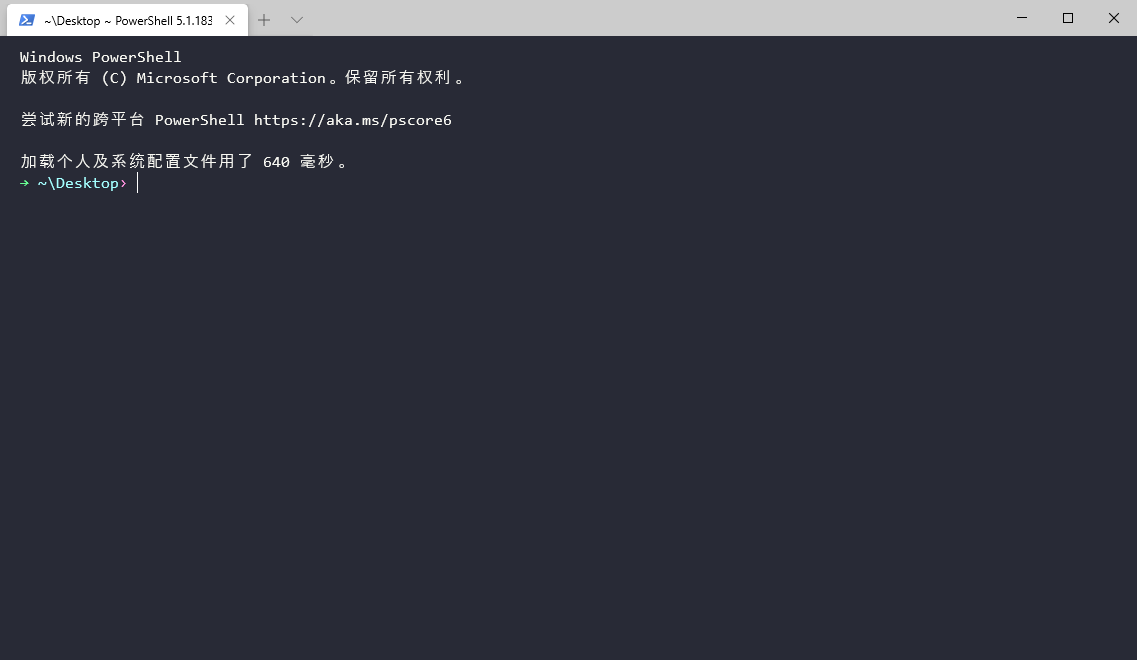 ~\Desktop ~ PowerShell 5.1.183
Windows PowerShell
版权所有 (C) Microsoft Corporation。保留所有权利。
尝试新的跨平台 PowerShell https://aka.ms/pscore6
加载个人及系统配置文件用了 640 毫秒。
→ ~\Desktop›